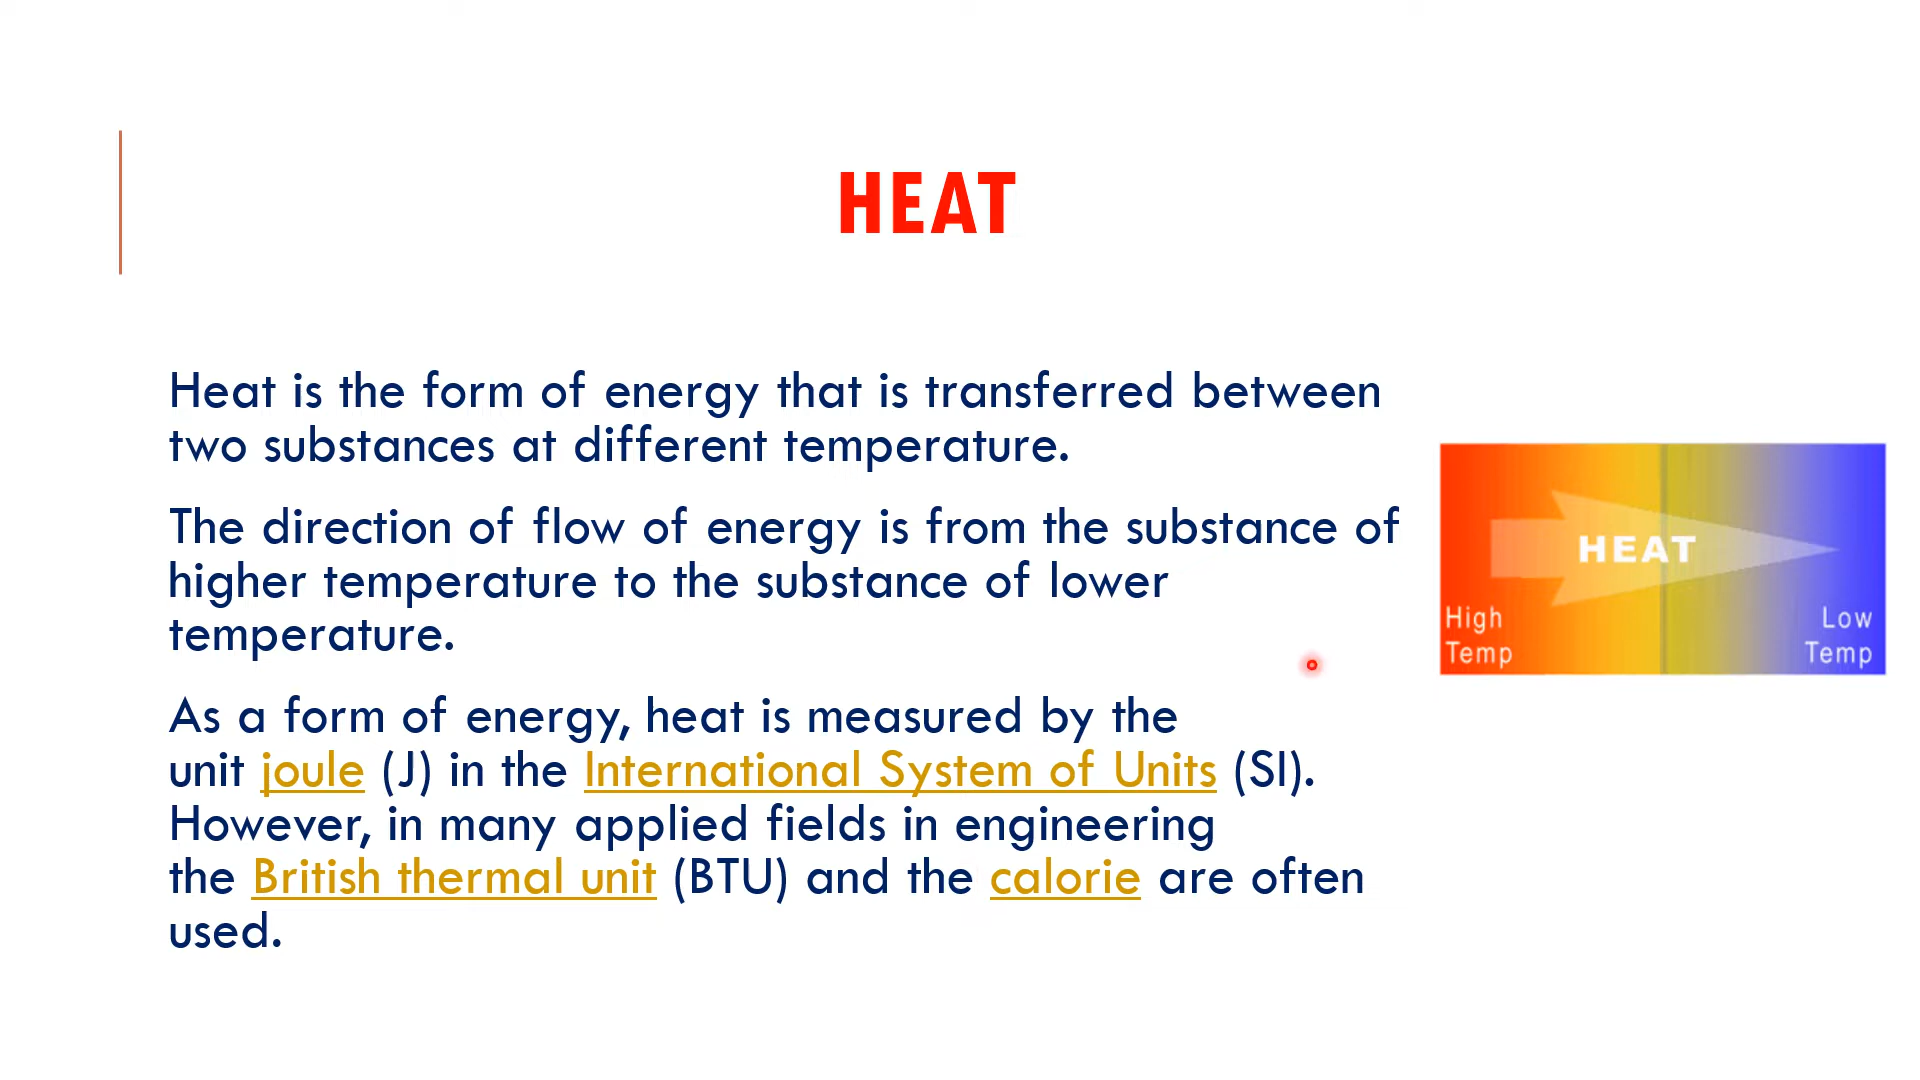 HEAT
Heat is the form of energy that is transferred between
two substances at different temperature.
The direction of flow of energy is from the substance of
higher temperature to the substance of lower
temperature.
HEAT
High
Temp
Low
Temp
As a form of energy, heat is measured by the
unit joule (J) in the International System of Units (SI).
However, in many applied fields in engineering
the British thermal unit (BTU) and the calorie are often
used.